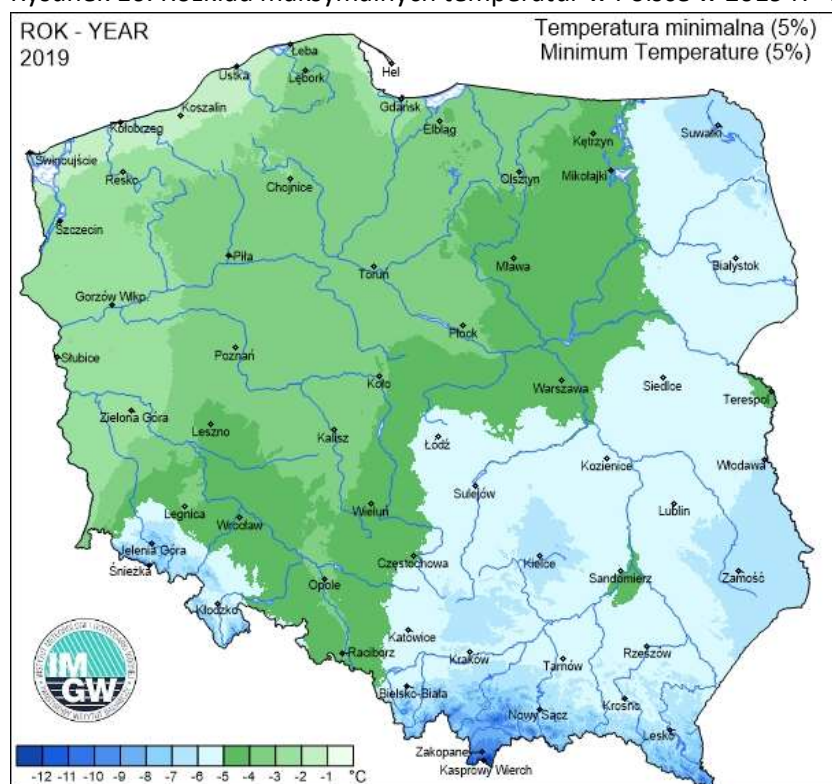 ROK - YEAR
2019
Temperatura minimalna (5%)
Minimum Temperature (5%)
Łeba
Hel
Ustka
Lębork
Gdańsk
Koszalin
Kołobrzeg
Elbląg
Kętrzyn
Suwałki
Świnoujście
Resko
Chojnice
Olsztyn
Mikołajki
Szczecin
Piła
Toruń
Mława
Białystok
Gorzów Wlkp.
Płock
Słubice
Poznań
Koło
Warszawa
Siedlce
Terespol
Zielona Góra
Leszno
Kalisz
Łódź
Kozienice
Włodawa
Sulejów
Legnica
Wrocław
Wieluń
Lublin
Jelenia Góra
Śnieżka
Częstochowa
Kielce
Sandomierz
Zamość
Opole
Kłodzko
Katowice
Racibórz
Kraków
Tarnów
Rzeszów
Bielsko-Biała
Nowy Sącz
Krosno
Lesko
Zakopane
Kasprowy Wierch
IM
GW
-12 -11 -10 -9 -8 -7 -6 -5 -4 -3 -2 -1 °C